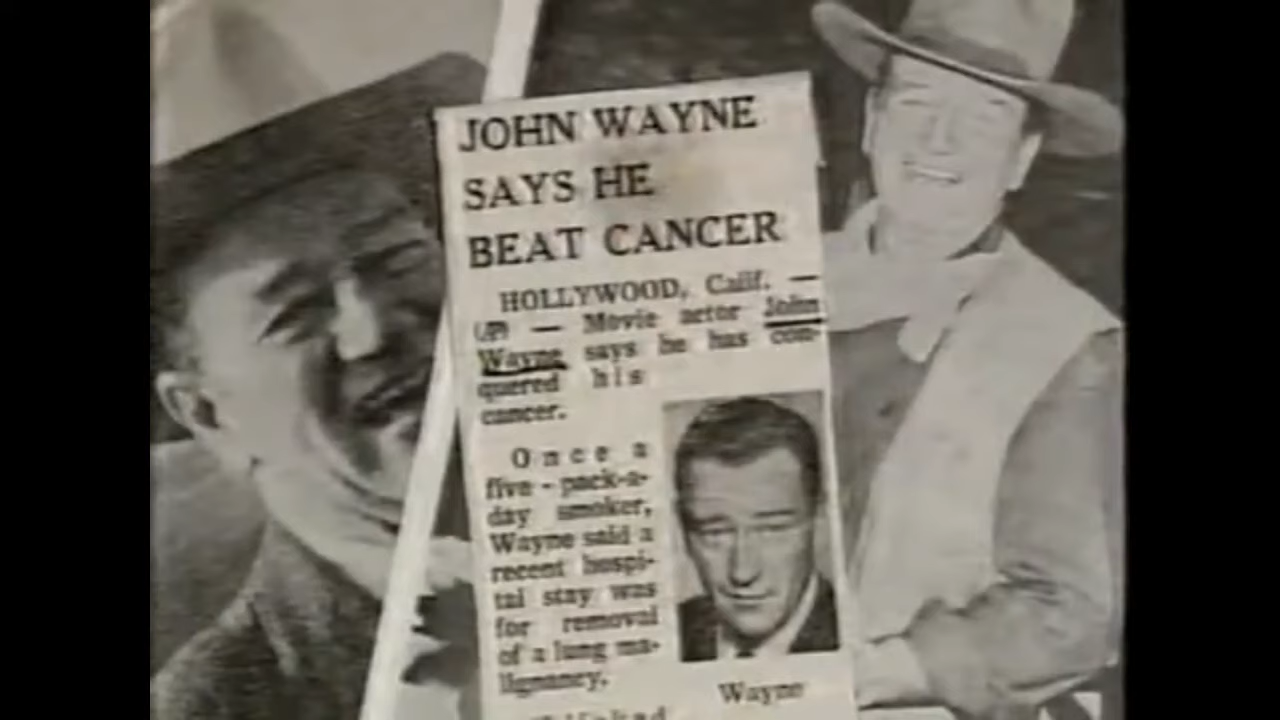 JOHN WAYNE
SAYS HE
BEAT CANCER
HOLLYWOOD, Calif. —
(AP) — Movie actor John
Wayne says he has con-
quered his
cancer.
Once a
five-pack-a-
day smoker,
Wayne said a
recent hospi-
tal stay was
for removal
of a lung ma-
lignancy.
Wayne